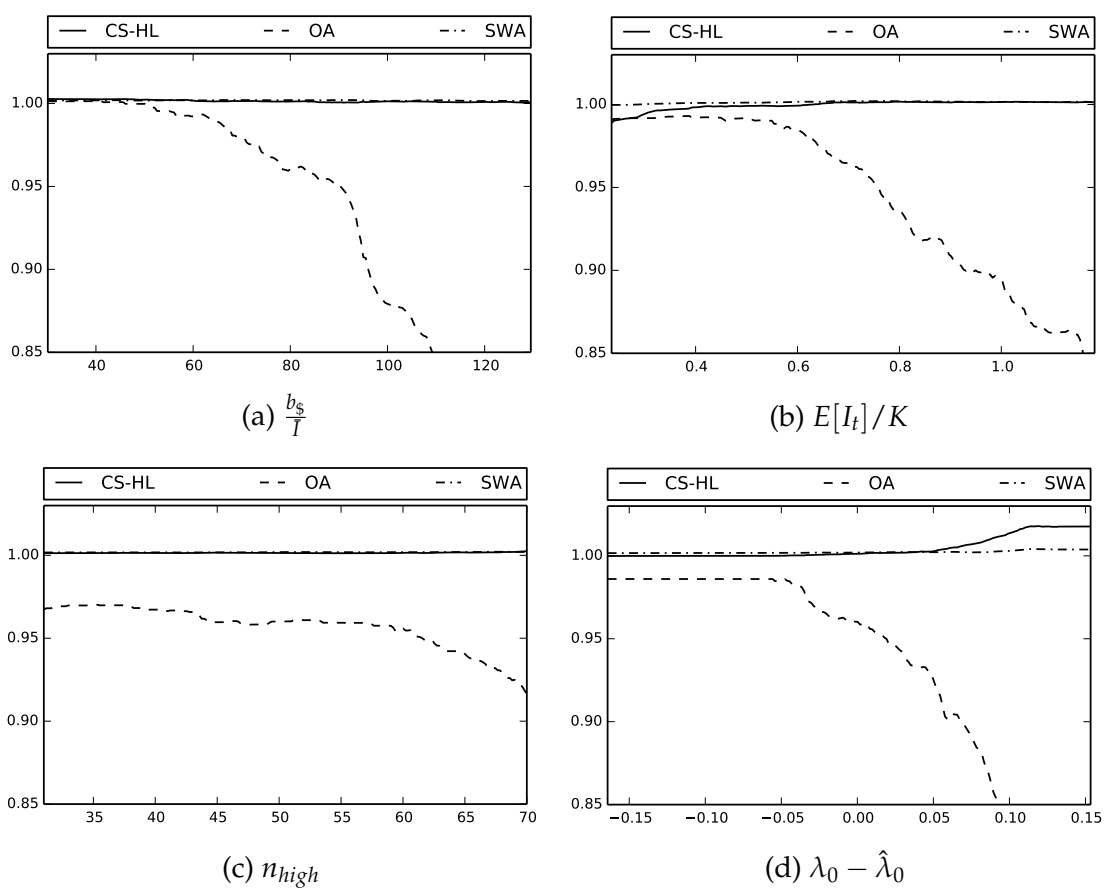 CS-HL OA SWA
1.00
0.95
0.90
0.85
40 60 80 100 120
(a) b$/Ī
CS-HL OA SWA
1.00
0.95
0.90
0.85
0.4 0.6 0.8 1.0
(b) E[I_t]/K
CS-HL OA SWA
1.00
0.95
0.90
0.85
35 40 45 50 55 60 65 70
(c) n_high
CS-HL OA SWA
1.00
0.95
0.90
0.85
−0.15 −0.10 −0.05 0.00 0.05 0.10 0.15
(d) λ₀ − λ̂₀